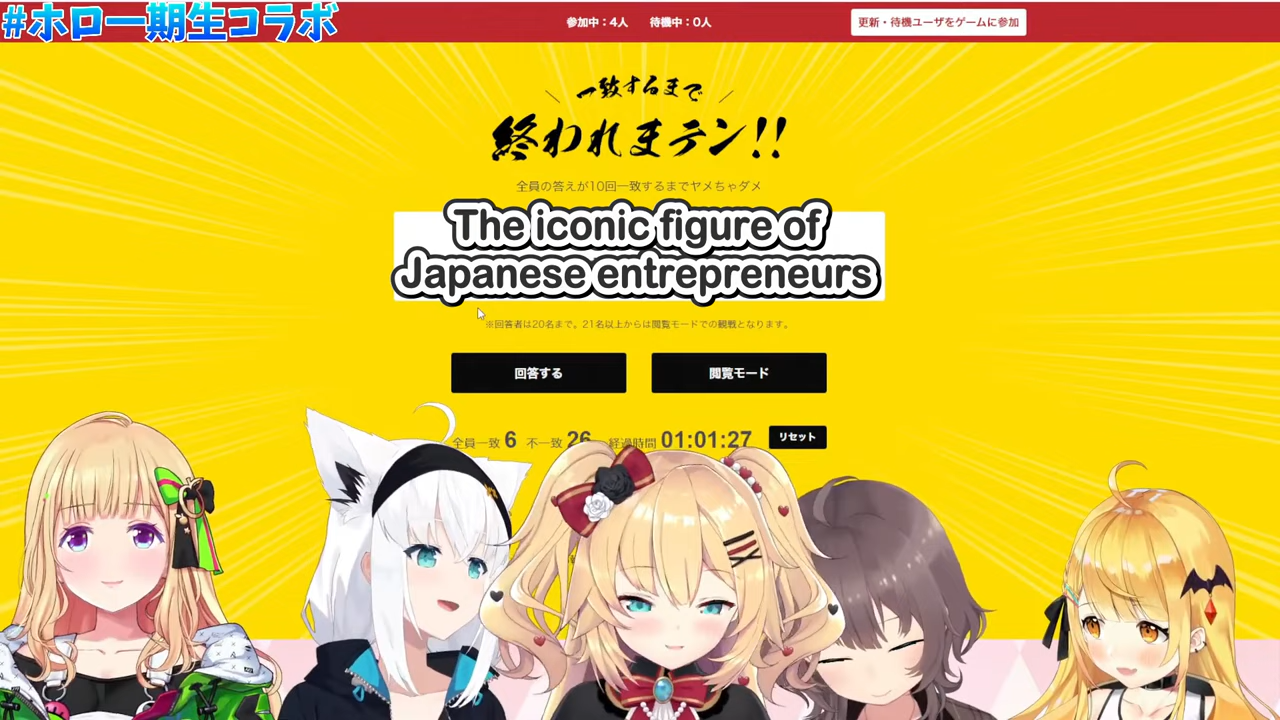 #ホロ一期生コラボ
参加中：4人 待機中：0人
更新・待機ユーザをゲームに参加
一致するまで
終われまテン!!
全員の答えが10回一致するまでヤメちゃダメ
The iconic figure of
Japanese entrepreneurs
※回答者は20名まで。21名以上からは閲覧モードでの観戦となります。
回答する 閲覧モード
全員一致 6 不一致 26 経過時間 01:01:27 リセット